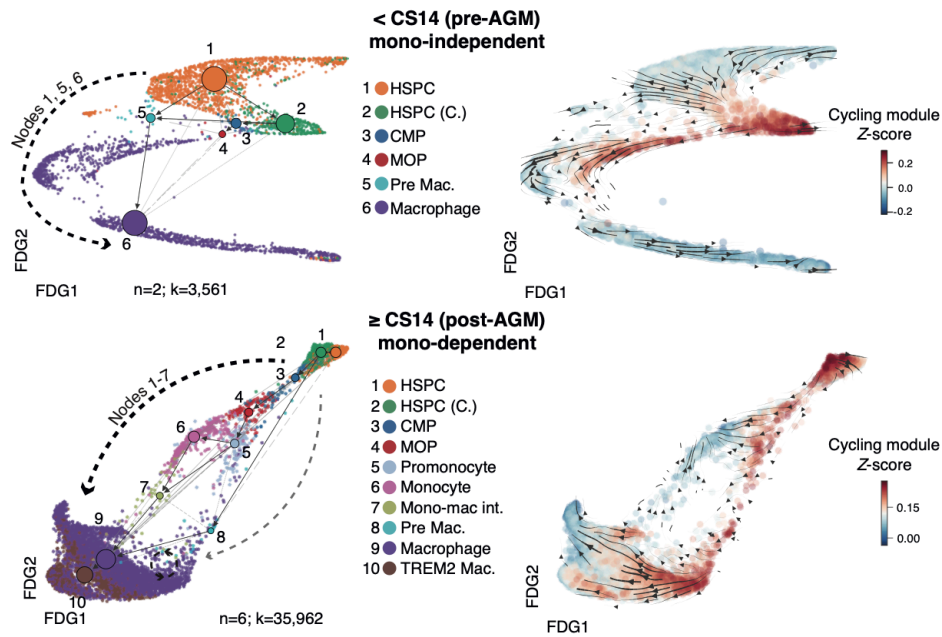 < CS14 (pre-AGM)
mono-independent
Nodes 1, 5, 6
1
2
3
4
5
6
1 HSPC
2 HSPC (C.)
3 CMP
4 MOP
5 Pre Mac.
6 Macrophage
FDG2
FDG1
n=2; k=3,561
Cycling module
Z-score
0.2
0.0
-0.2
FDG2
FDG1
≥ CS14 (post-AGM)
mono-dependent
Nodes 1-7
1
2
3
4
5
6
7
8
9
10
1 HSPC
2 HSPC (C.)
3 CMP
4 MOP
5 Promonocyte
6 Monocyte
7 Mono-mac int.
8 Pre Mac.
9 Macrophage
10 TREM2 Mac.
FDG2
FDG1
n=6; k=35,962
Cycling module
Z-score
0.15
0.00
FDG2
FDG1